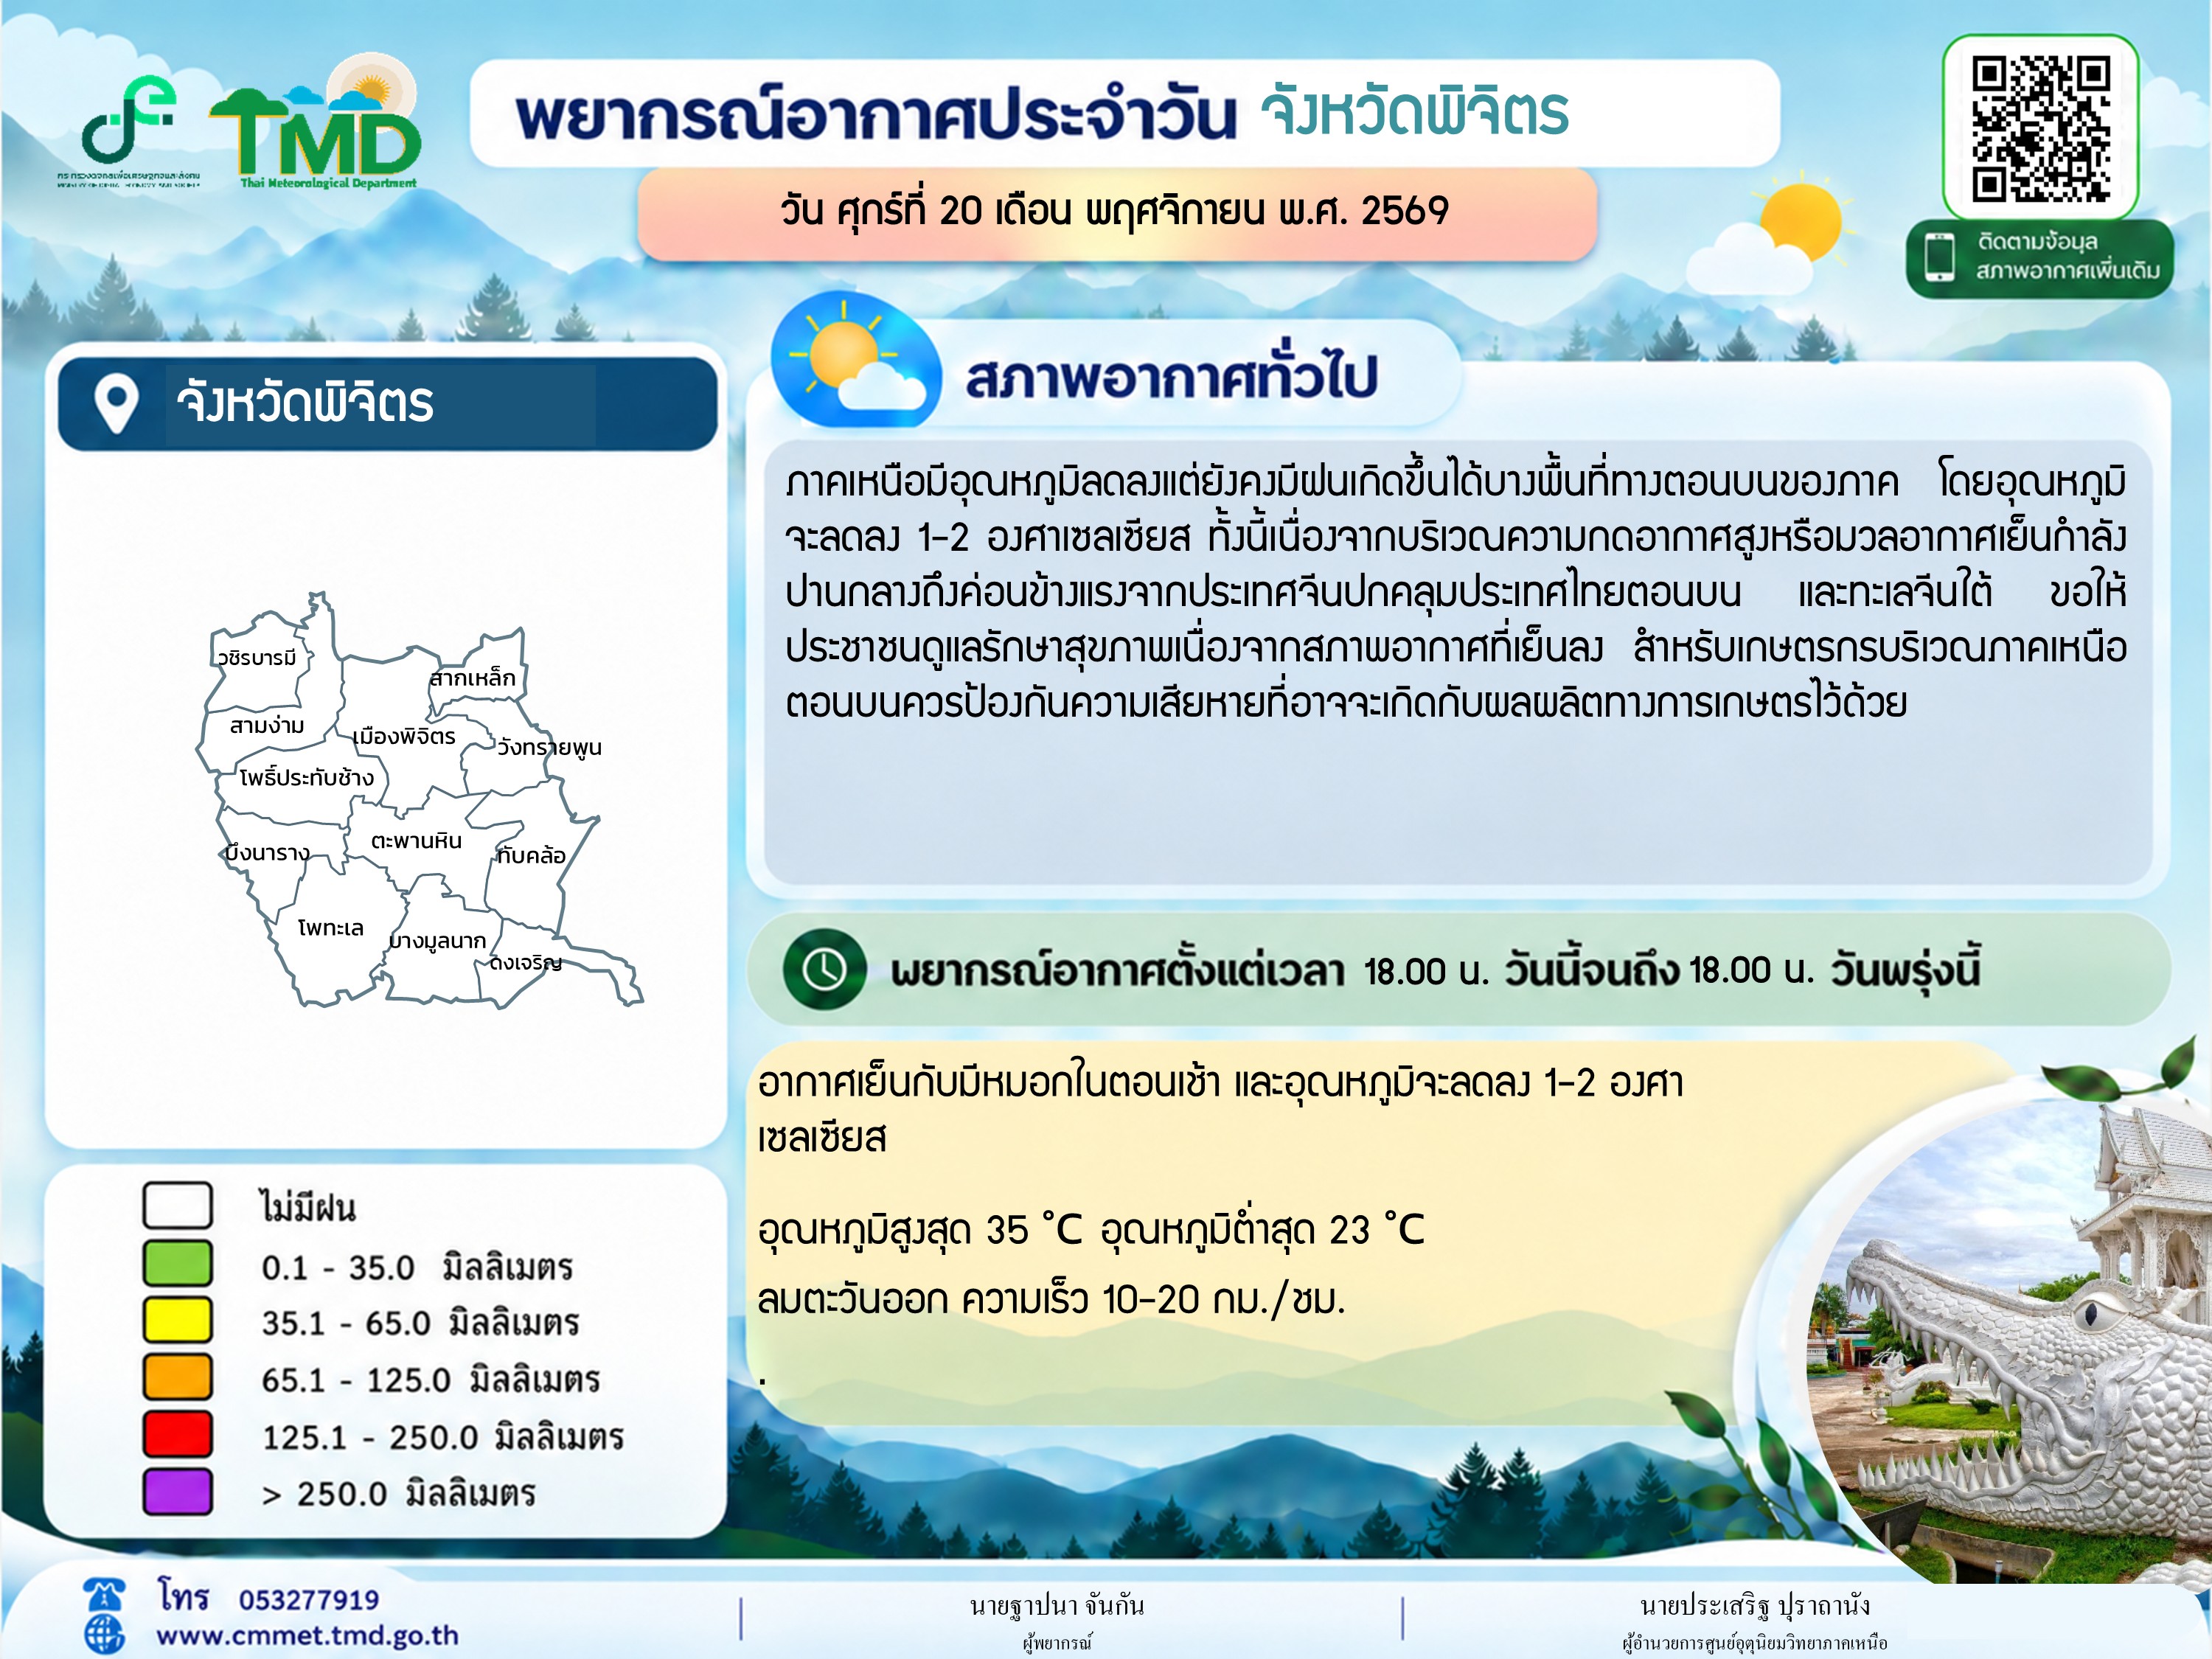 TMD
Thai Meteorological Department
พยากรณ์อากาศประจำวัน จังหวัดพิจิตร
วัน ศุกร์ที่ 20 เดือน พฤศจิกายน พ.ศ. 2569
ติดตามข้อมูล
สภาพอากาศเพิ่มเติม
จังหวัดพิจิตร
วชิรบารมี
สากเหล็ก
สามง่าม
เมืองพิจิตร
วังทรายพูน
โพธิ์ประทับช้าง
ตะพานหิน
บึงนาราง
ทับคล้อ
โพทะเล
บางมูลนาก
ดงเจริญ
ไม่มีฝน
0.1 - 35.0 มิลลิเมตร
35.1 - 65.0 มิลลิเมตร
65.1 - 125.0 มิลลิเมตร
125.1 - 250.0 มิลลิเมตร
> 250.0 มิลลิเมตร
สภาพอากาศทั่วไป
ภาคเหนือมีอุณหภูมิลดลงแต่ยังคงมีฝนเกิดขึ้นได้บางพื้นที่ทางตอนบนของภาค โดยอุณหภูมิ
จะลดลง 1-2 องศาเซลเซียส ทั้งนี้เนื่องจากบริเวณความกดอากาศสูงหรือมวลอากาศเย็นกำลัง
ปานกลางถึงค่อนข้างแรงจากประเทศจีนปกคลุมประเทศไทยตอนบน และทะเลจีนใต้ ขอให้
ประชาชนดูแลรักษาสุขภาพเนื่องจากสภาพอากาศที่เย็นลง สำหรับเกษตรกรบริเวณภาคเหนือ
ตอนบนควรป้องกันความเสียหายที่อาจจะเกิดกับผลผลิตทางการเกษตรไว้ด้วย
พยากรณ์อากาศตั้งแต่เวลา 18.00 น. วันนี้จนถึง 18.00 น. วันพรุ่งนี้
อากาศเย็นกับมีหมอกในตอนเช้า และอุณหภูมิจะลดลง 1-2 องศา
เซลเซียส
อุณหภูมิสูงสุด 35 °C อุณหภูมิต่ำสุด 23 °C
ลมตะวันออก ความเร็ว 10-20 กม./ชม.
.
โทร 053277919
www.cmmet.tmd.go.th
นายฐาปนา จันกัน
ผู้พยากรณ์
นายประเสริฐ ปุราถานัง
ผู้อำนวยการศูนย์อุตุนิยมวิทยาภาคเหนือ